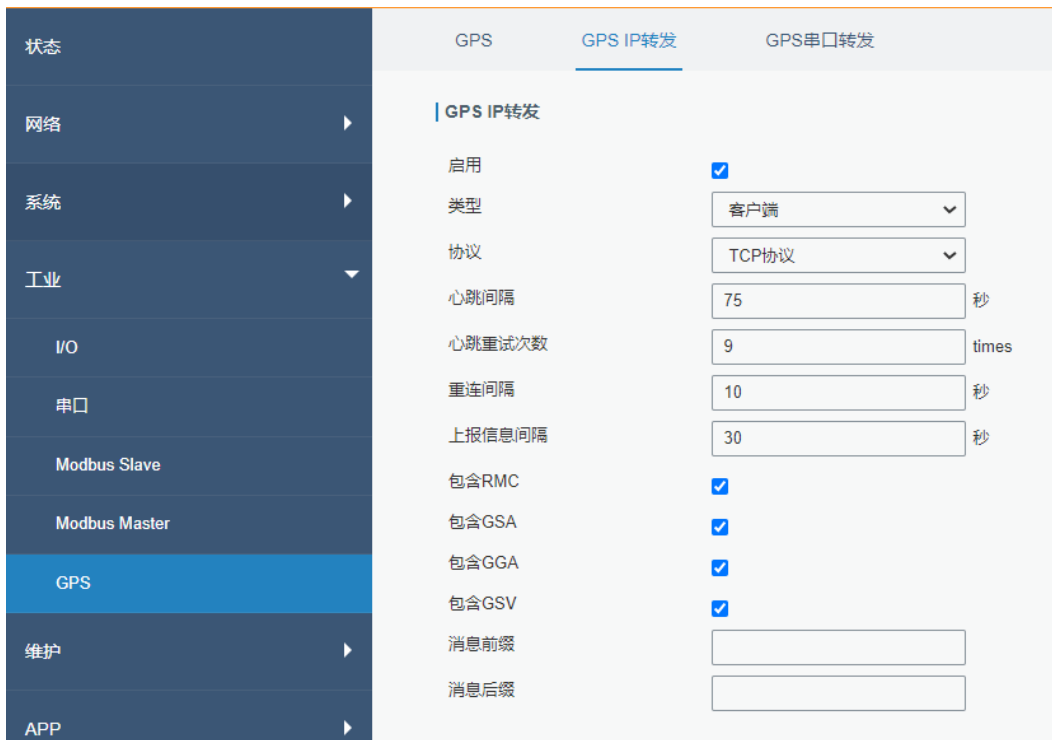 状态
网络
系统
工业
I/O
串口
Modbus Slave
Modbus Master
GPS
维护
APP
GPS GPS IP转发 GPS串口转发
GPS IP转发
启用
类型 客户端
协议 TCP协议
心跳间隔 75 秒
心跳重试次数 9 times
重连间隔 10 秒
上报信息间隔 30 秒
包含RMC
包含GSA
包含GGA
包含GSV
消息前缀
消息后缀